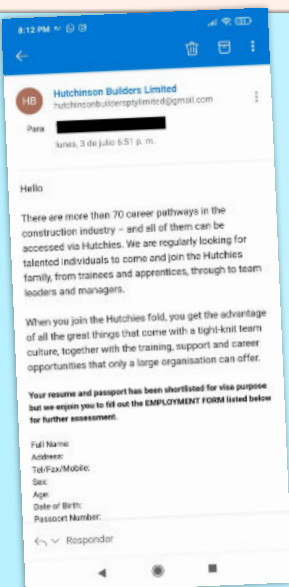 8:12 PM
HB
Hutchinson Builders Limited
hutchinsonbuildersptylimited@gmail.com
Para
lunes, 3 de julio 6:51 p. m.
Hello
There are more than 70 career pathways in the
construction industry – and all of them can be
accessed via Hutchies. We are regularly looking for
talented individuals to come and join the Hutchies
family, from trainees and apprentices, through to team
leaders and managers.
When you join the Hutchies fold, you get the advantage
of all the great things that come with a tight-knit team
culture, together with the training, support and career
opportunities that only a large organisation can offer.
Your resume and passport has been shortlisted for visa purpose
but we enjoin you to fill out the EMPLOYMENT FORM listed below
for further assessment.
Full Name:
Address:
Tel/Fax/Mobile:
Sex:
Age:
Date of Birth:
Passport Number:
Responder